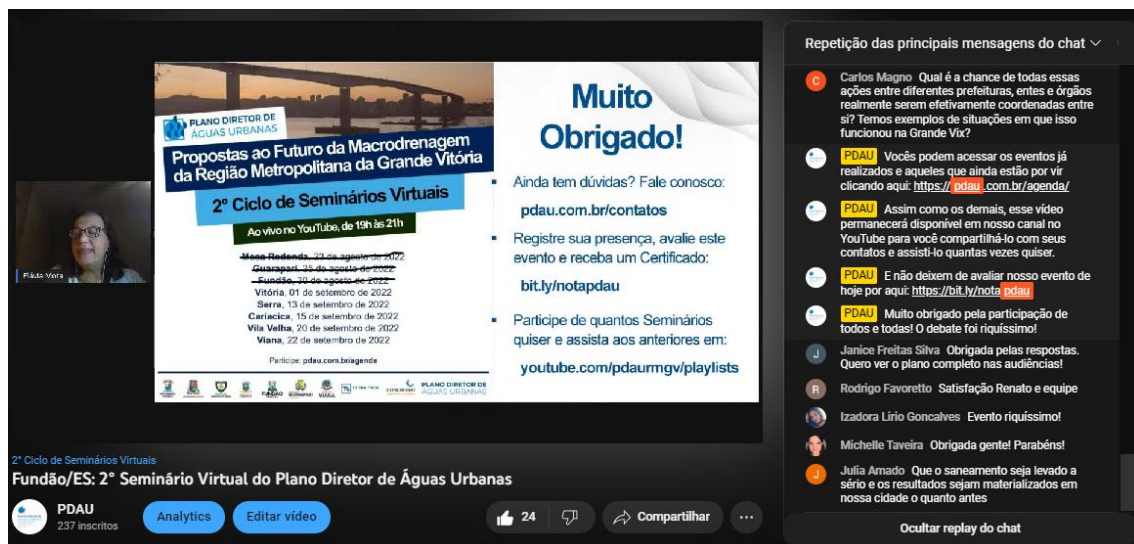 PLANO DIRETOR DE
ÁGUAS URBANAS
Propostas ao Futuro da Macrodrenagem
da Região Metropolitana da Grande Vitória
2º Ciclo de Seminários Virtuais
Ao vivo no YouTube, de 19h às 21h
Mesa Redonda, 23 de agosto de 2022
Guarapari, 25 de agosto de 2022
Fundão, 30 de agosto de 2022
Vitória, 01 de setembro de 2022
Serra, 13 de setembro de 2022
Cariacica, 15 de setembro de 2022
Vila Velha, 20 de setembro de 2022
Viana, 22 de setembro de 2022
Participe: pdau.com.br/agenda
PLANO DIRETOR DE
ÁGUAS URBANAS
Muito
Obrigado!
Ainda tem dúvidas? Fale conosco:
pdau.com.br/contatos
Registre sua presença, avalie este
evento e receba um Certificado:
bit.ly/notapdau
Participe de quantos Seminários
quiser e assista aos anteriores em:
youtube.com/pdaurmgv/playlists
Flávia Mota
2º Ciclo de Seminários Virtuais
Fundão/ES: 2º Seminário Virtual do Plano Diretor de Águas Urbanas
PDAU
237 inscritos
Analytics
Editar vídeo
24
Compartilhar
Repetição das principais mensagens do chat
Carlos Magno Qual é a chance de todas essas
ações entre diferentes prefeituras, entes e órgãos
realmente serem efetivamente coordenadas entre
si? Temos exemplos de situações em que isso
funcionou na Grande Vix?
PDAU Vocês podem acessar os eventos já
realizados e aqueles que ainda estão por vir
clicando aqui: https://pdau.com.br/agenda/
PDAU Assim como os demais, esse vídeo
permanecerá disponível em nosso canal no
YouTube para você compartilhá-lo com seus
contatos e assisti-lo quantas vezes quiser.
PDAU E não deixem de avaliar nosso evento de
hoje por aqui: https://bit.ly/notapdau
PDAU Muito obrigado pela participação de
todos e todas! O debate foi riquíssimo!
Janice Freitas Silva Obrigada pelas respostas.
Quero ver o plano completo nas audiências!
Rodrigo Favoretto Satisfação Renato e equipe
Izadora Lirio Goncalves Evento riquíssimo!
Michelle Taveira Obrigada gente! Parabéns!
Julia Amado Que o saneamento seja levado a
sério e os resultados sejam materializados em
nossa cidade o quanto antes
Ocultar replay do chat